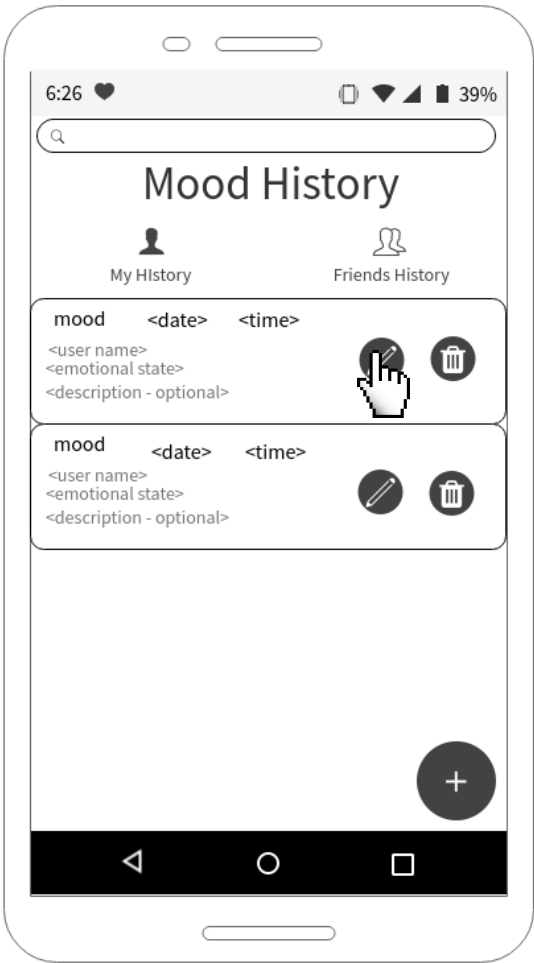 6:26 39%
Mood History
My HIstory Friends History
mood <date> <time>
<user name>
<emotional state>
<description - optional>
mood <date> <time>
<user name>
<emotional state>
<description - optional>
+